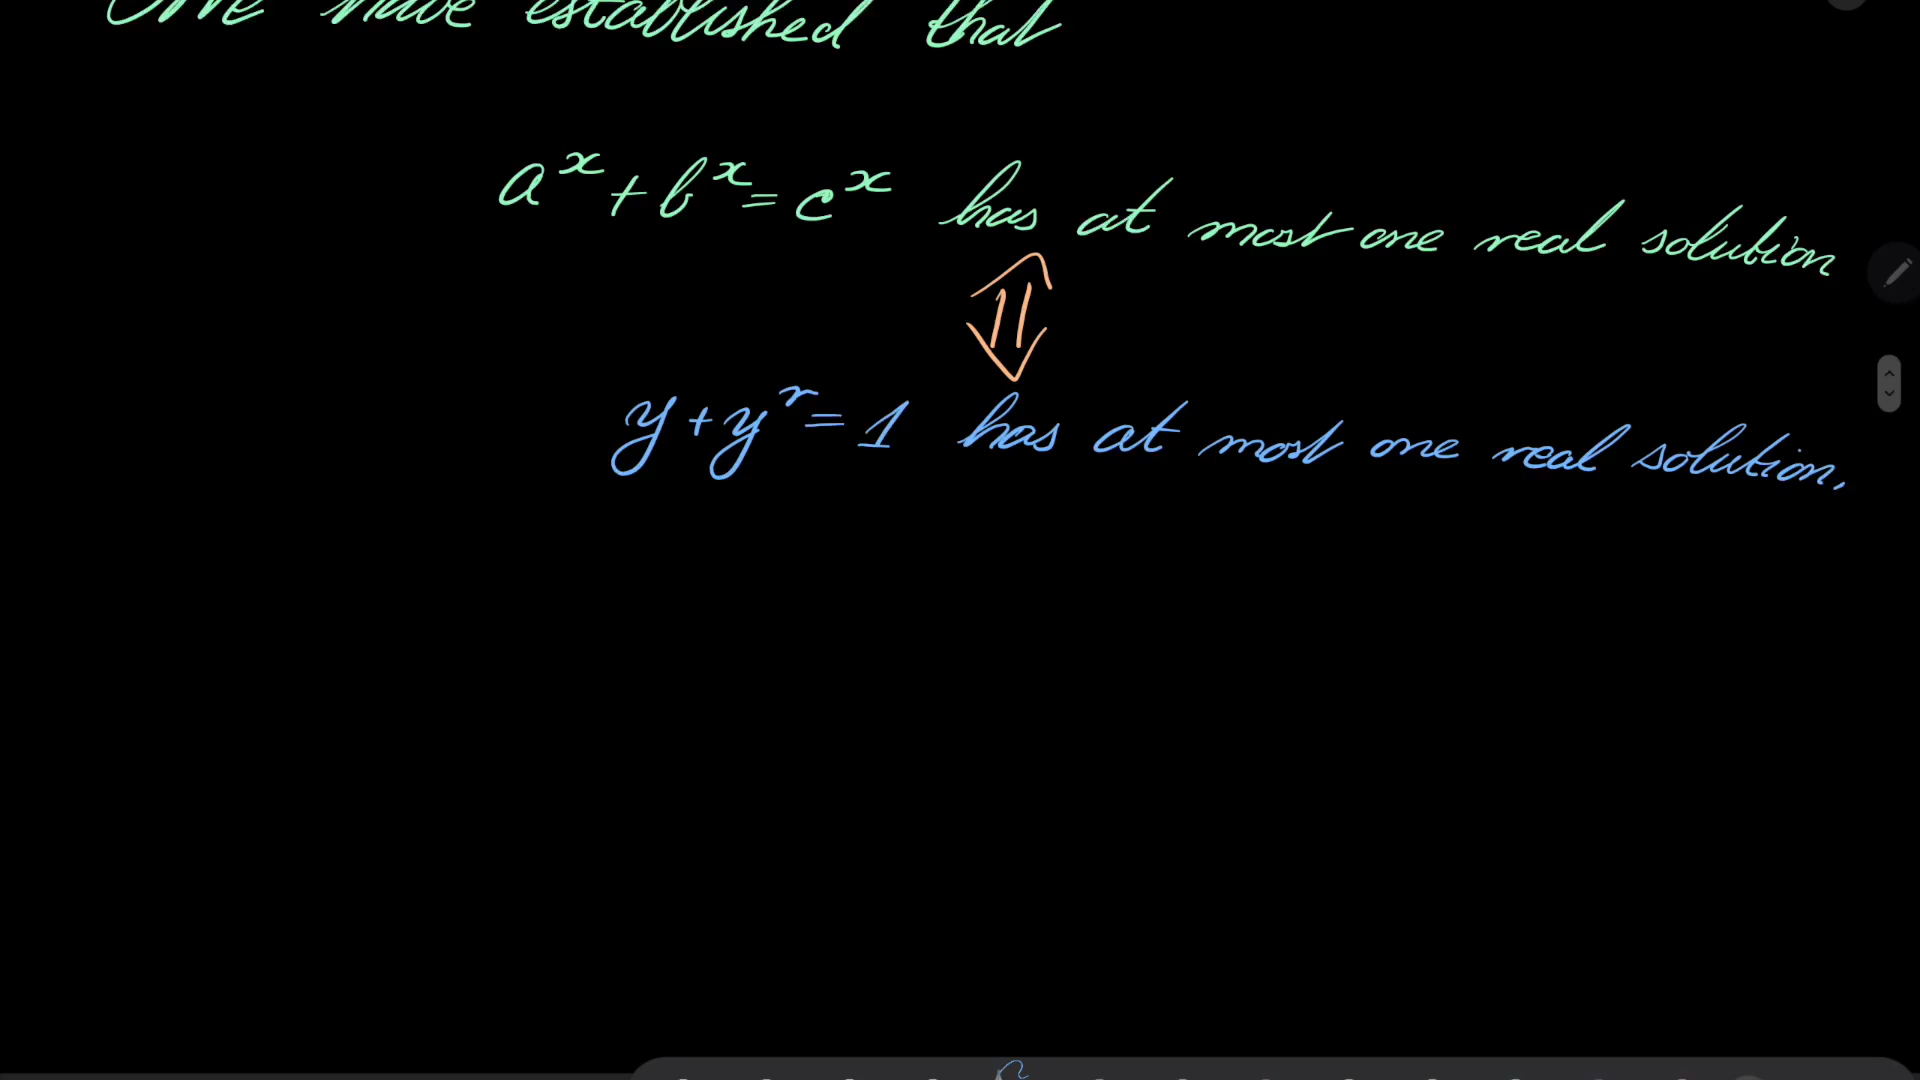 We have established that
a^x + b^x = c^x has at most one real solution
y + y^r = 1 has at most one real solution.